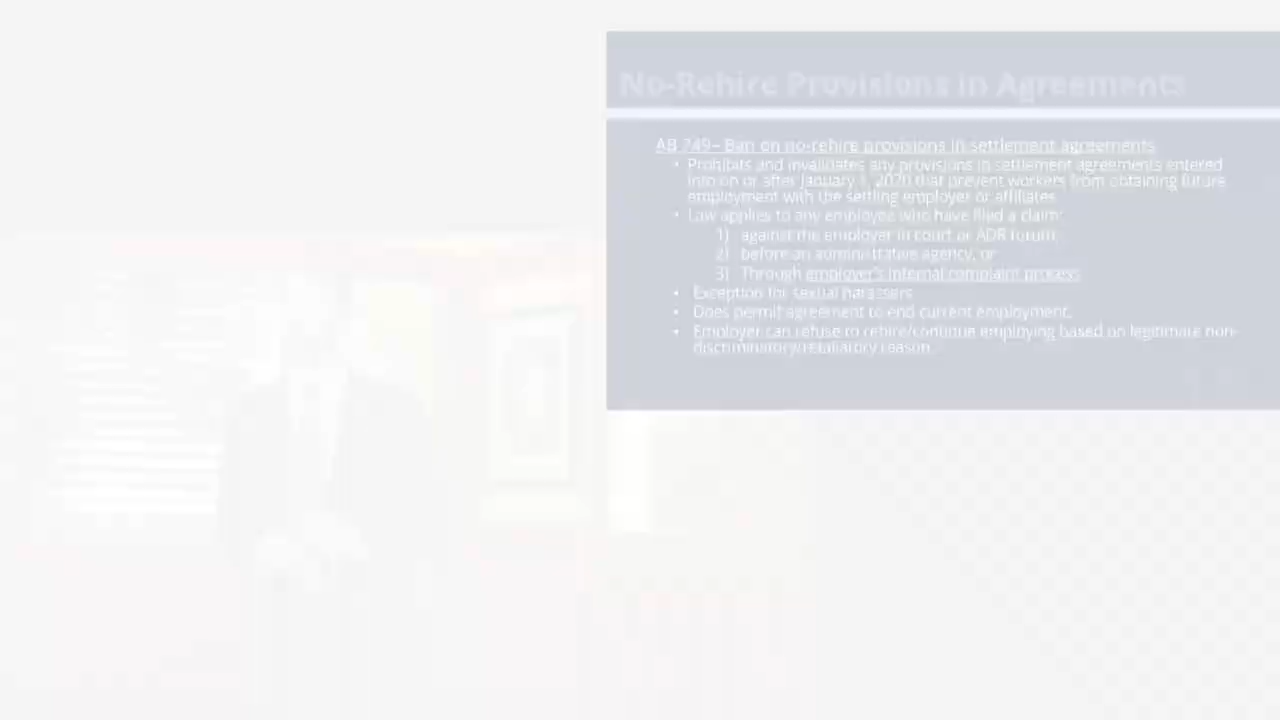 No-Rehire Provisions in Agreements
AB 749– Ban on no-rehire provisions in settlement agreements
• Prohibits and invalidates any provisions in settlement agreements entered
into on or after January 1, 2020 that prevent workers from obtaining future
employment with the settling employer or affiliates
• Law applies to any employee who have filed a claim:
1) against the employer in court or ADR forum
2) before an administrative agency, or
3) Through employer's internal complaint process
• Exception for sexual harassers
• Does permit agreement to end current employment.
• Employer can refuse to rehire/continue employing based on legitimate non-
discriminatory/retaliatory reason.